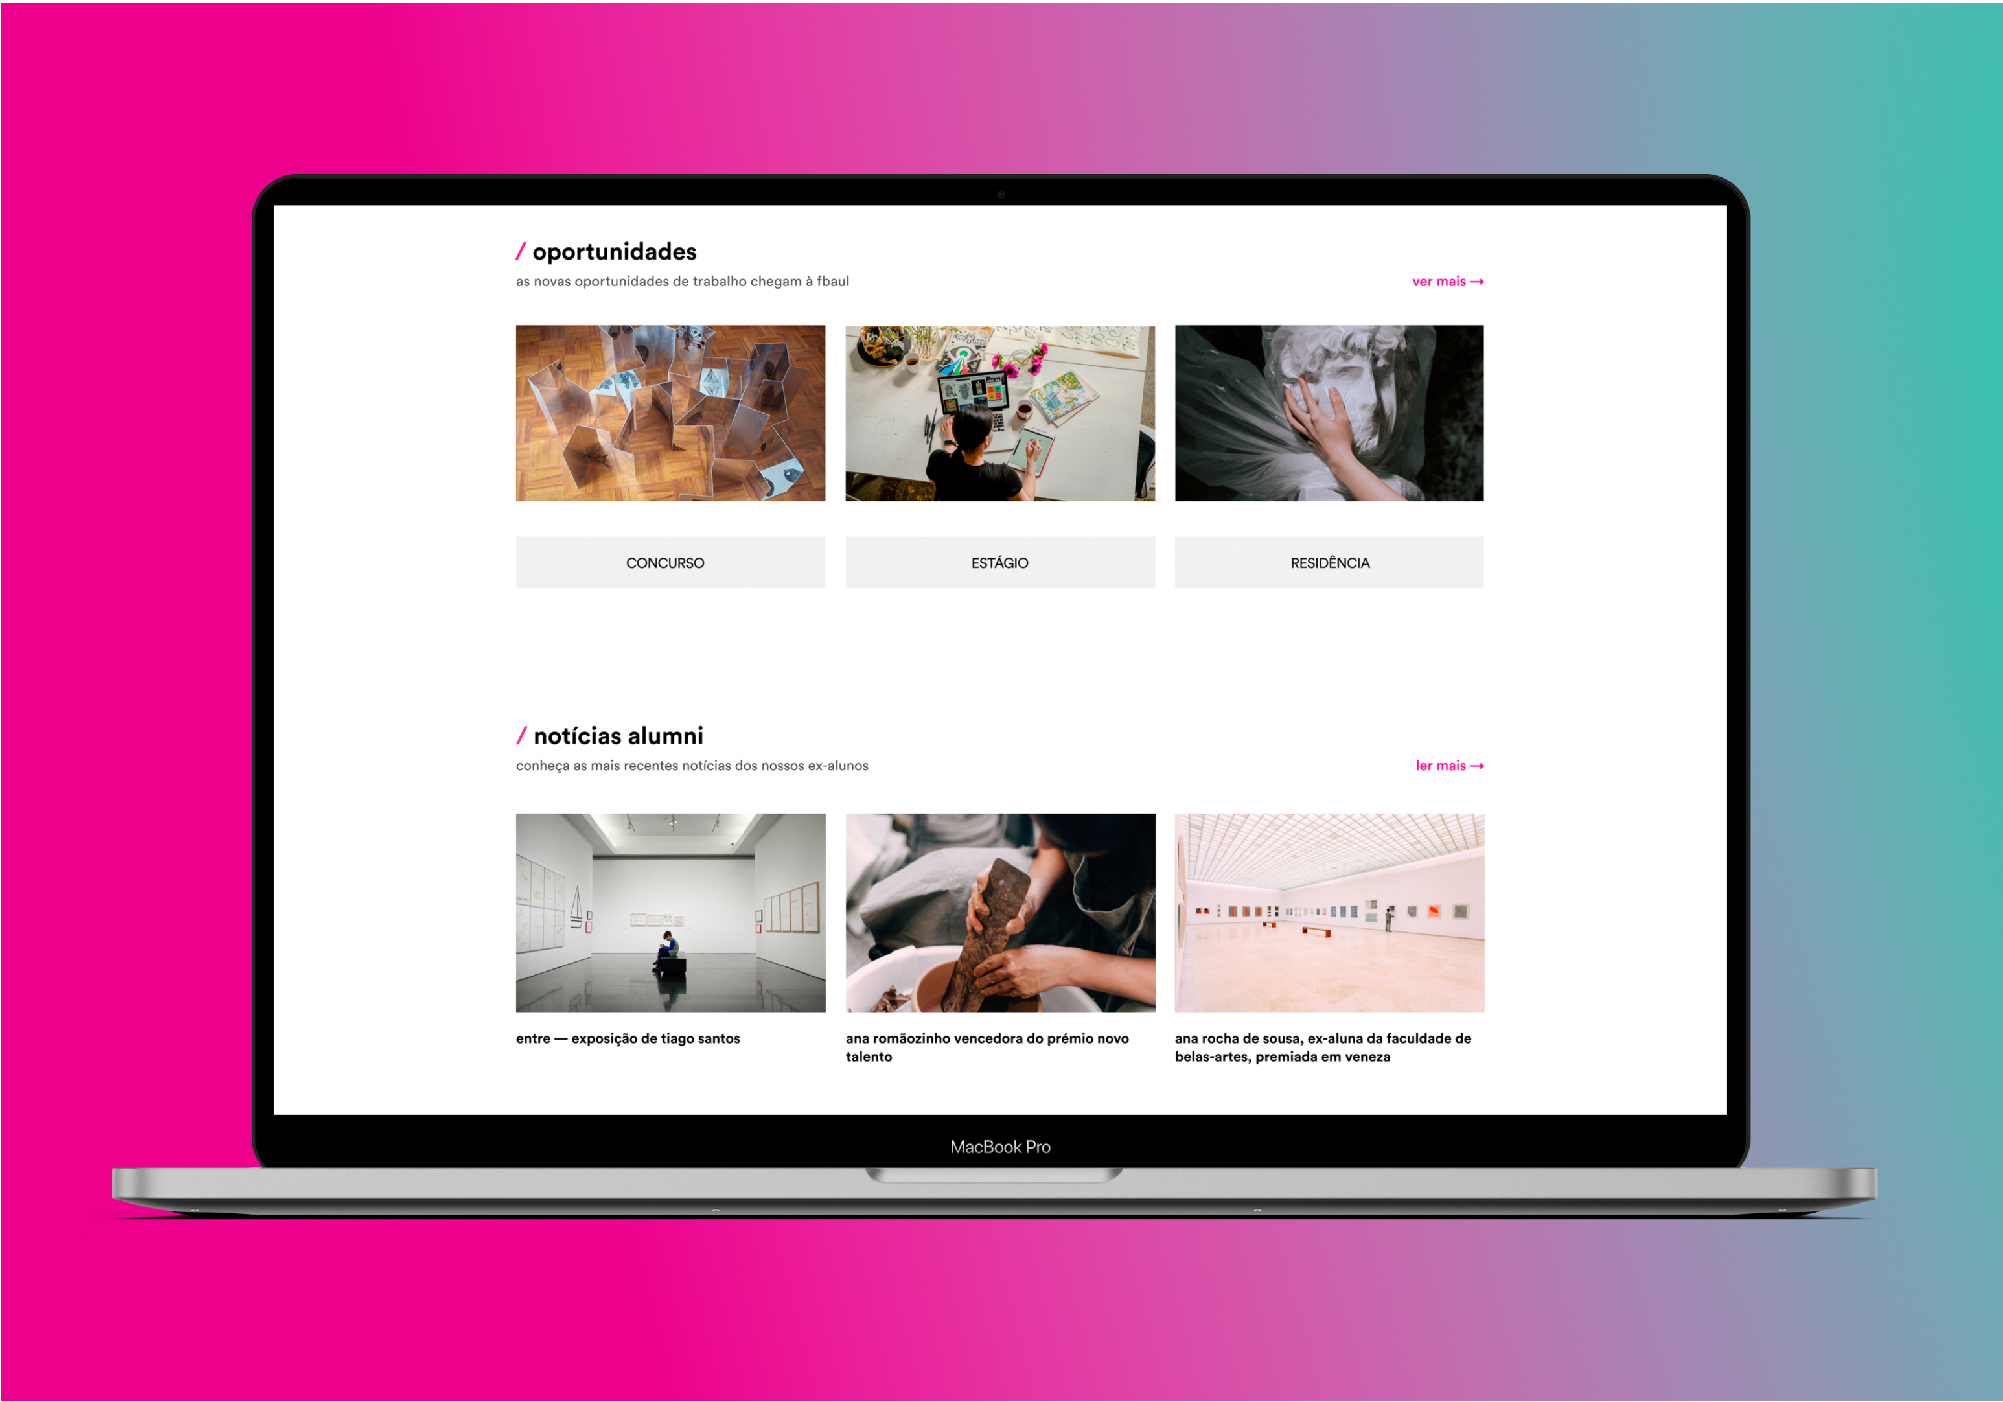 / oportunidades
as novas oportunidades de trabalho chegam à fbaul
ver mais →
CONCURSO
ESTÁGIO
RESIDÊNCIA
/ notícias alumni
conheça as mais recentes notícias dos nossos ex-alunos
ler mais →
entre — exposição de tiago santos
ana romãozinho vencedora do prémio novo
talento
ana rocha de sousa, ex-aluna da faculdade de
belas-artes, premiada em veneza
MacBook Pro